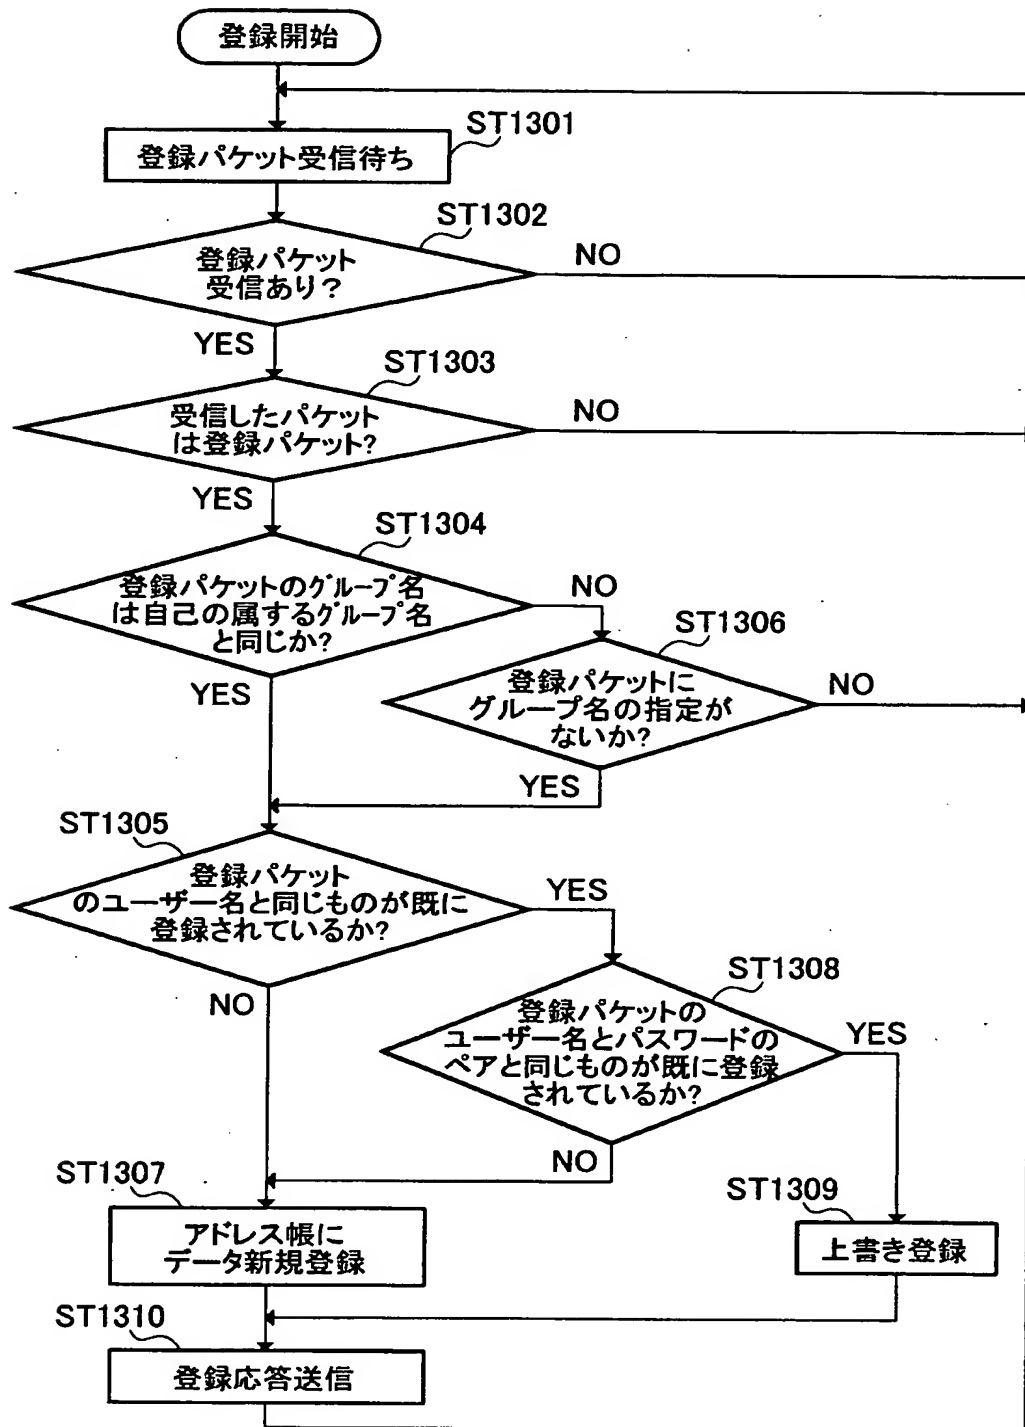 登録開始
ST1301
登録パケット受信待ち
ST1302
登録パケット
受信あり？
NO
YES
ST1303
受信したパケット
は登録パケット?
NO
YES
ST1304
登録パケットのグループ名
は自己の属するグループ名
と同じか?
NO
YES
ST1306
登録パケットに
グループ名の指定が
ないか?
NO
YES
ST1305
登録パケット
のユーザー名と同じものが既に
登録されているか?
YES
NO
ST1308
登録パケットの
ユーザー名とパスワードの
ペアと同じものが既に登録
されているか?
YES
NO
ST1307
アドレス帳に
データ新規登録
ST1309
上書き登録
ST1310
登録応答送信